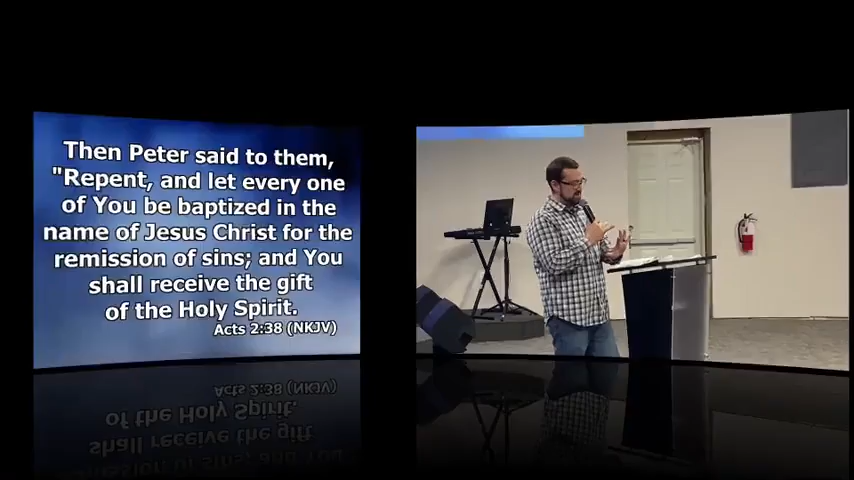 Then Peter said to them,
"Repent, and let every one
of You be baptized in the
name of Jesus Christ for the
remission of sins; and You
shall receive the gift
of the Holy Spirit.
Acts 2:38 (NKJV)